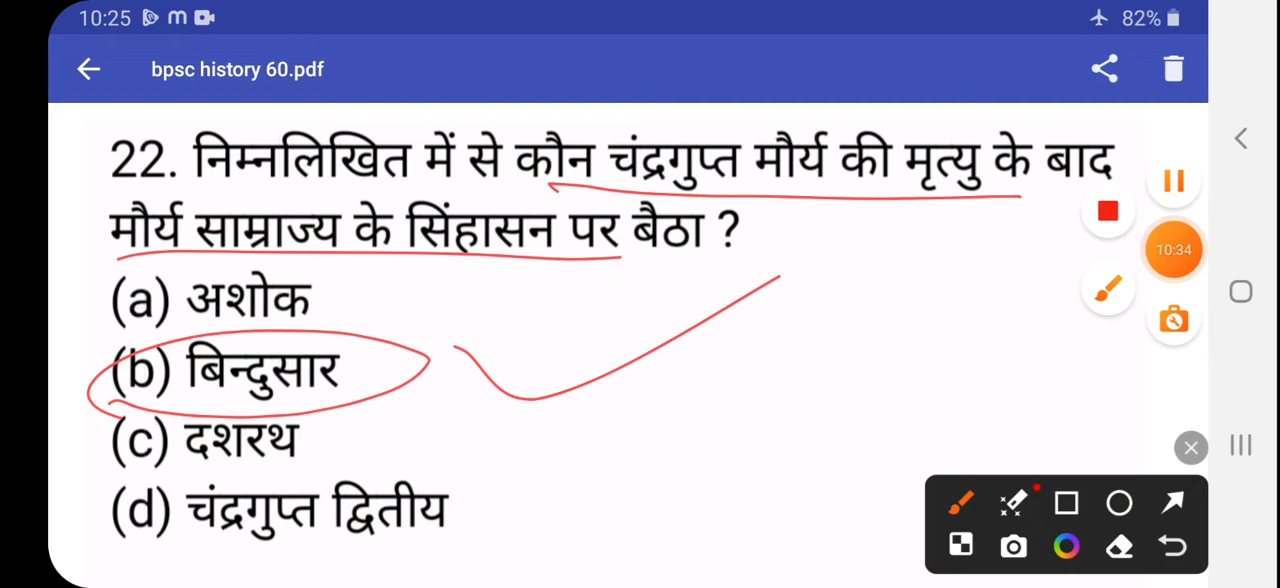 10:25 82%
bpsc history 60.pdf
22. निम्नलिखित में से कौन चंद्रगुप्त मौर्य की मृत्यु के बाद
मौर्य साम्राज्य के सिंहासन पर बैठा ?
(a) अशोक
(b) बिन्दुसार
(c) दशरथ
(d) चंद्रगुप्त द्वितीय
10:34